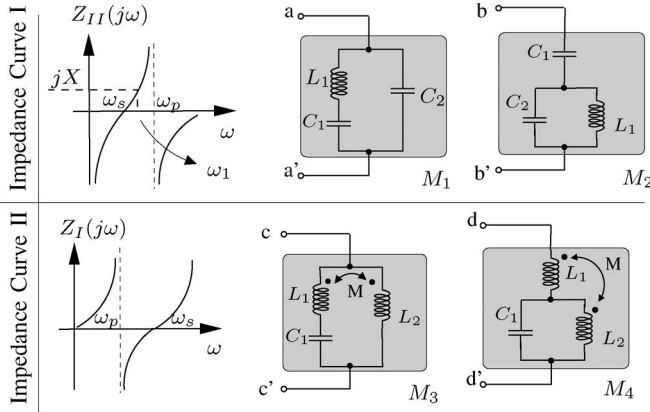 Impedance Curve I
Z_{II}(jω)
jX
ω_s
ω_p
ω
ω_1
a
L_1
C_1
C_2
a'
M_1
b
C_1
C_2
L_1
b'
M_2
Impedance Curve II
Z_I(jω)
ω_p
ω_s
ω
c
L_1
M
C_1
L_2
c'
M_3
d
L_1
M
C_1
L_2
d'
M_4